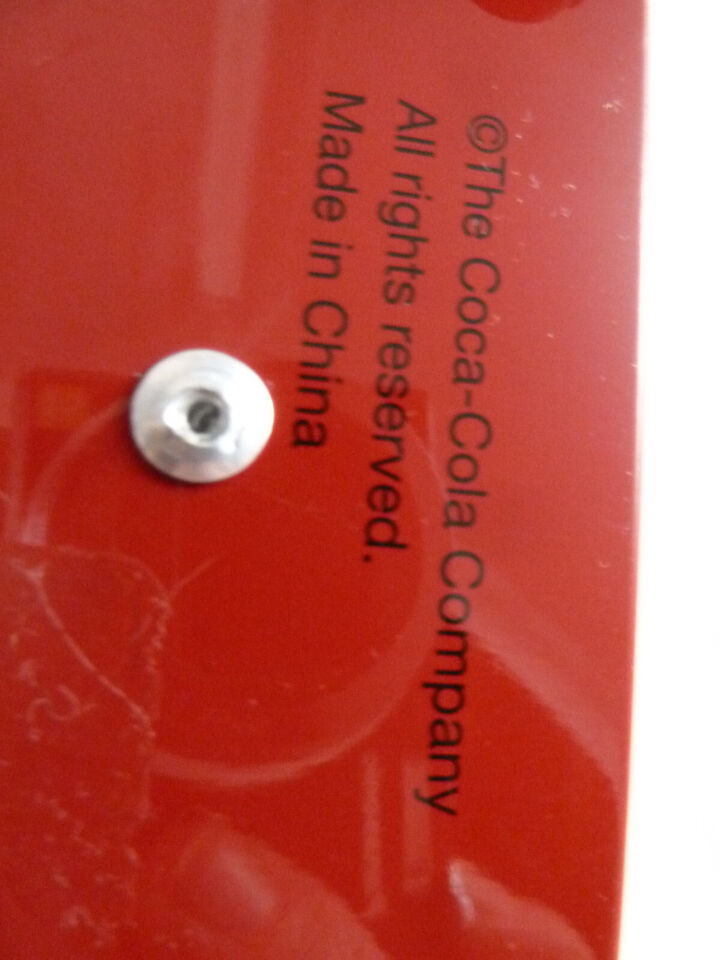 ©The Coca-Cola Company
All rights reserved.
Made in China